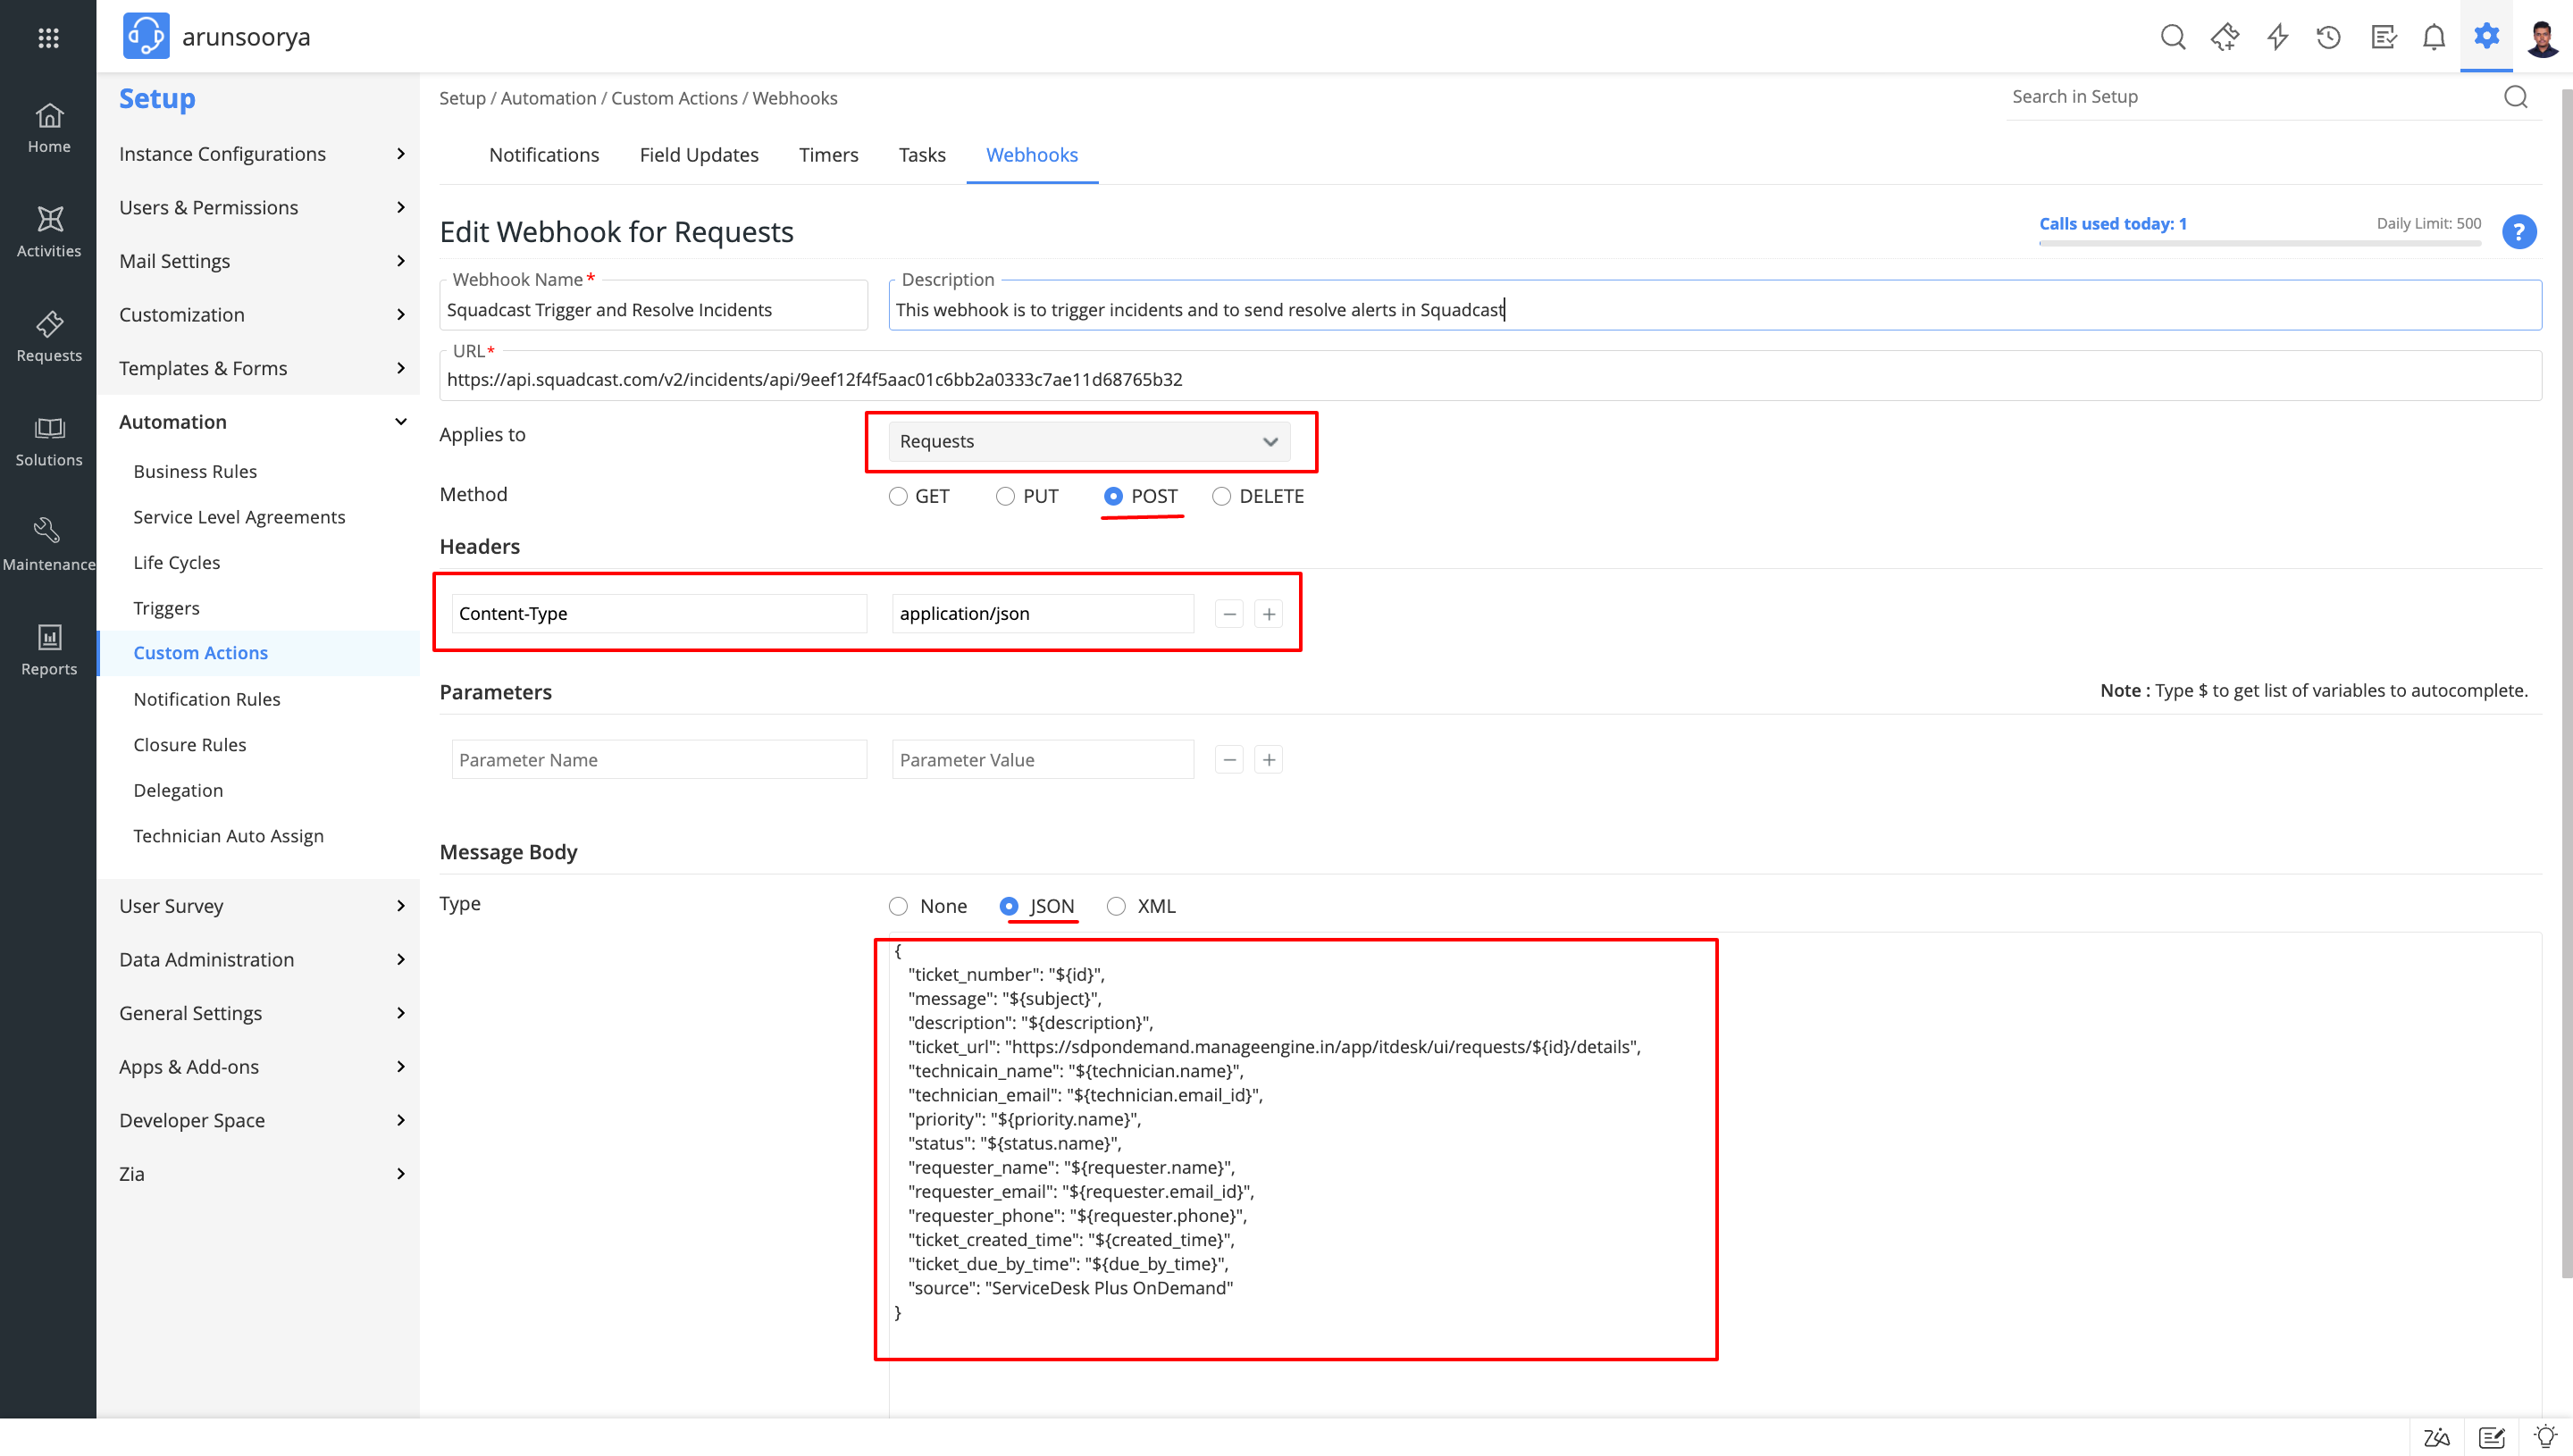 arunsoorya
Home
Activities
Requests
Solutions
Maintenance
Reports
Setup
Instance Configurations
Users & Permissions
Mail Settings
Customization
Templates & Forms
Automation
Business Rules
Service Level Agreements
Life Cycles
Triggers
Custom Actions
Notification Rules
Closure Rules
Delegation
Technician Auto Assign
User Survey
Data Administration
General Settings
Apps & Add-ons
Developer Space
Zia
Setup / Automation / Custom Actions / Webhooks
Search in Setup
Notifications Field Updates Timers Tasks Webhooks
Edit Webhook for Requests
Calls used today: 1 Daily Limit: 500 ?
Webhook Name* Description
Squadcast Trigger and Resolve Incidents This webhook is to trigger incidents and to send resolve alerts in Squadcast
URL*
https://api.squadcast.com/v2/incidents/api/9eef12f4f5aac01c6bb2a0333c7ae11d68765b32
Applies to Requests
Method GET PUT POST DELETE
Headers
Content-Type application/json
Parameters Note : Type $ to get list of variables to autocomplete.
Parameter Name Parameter Value
Message Body
Type None JSON XML
{
"ticket_number": "${id}",
"message": "${subject}",
"description": "${description}",
"ticket_url": "https://sdpondemand.manageengine.in/app/itdesk/ui/requests/${id}/details",
"technicain_name": "${technician.name}",
"technician_email": "${technician.email_id}",
"priority": "${priority.name}",
"status": "${status.name}",
"requester_name": "${requester.name}",
"requester_email": "${requester.email_id}",
"requester_phone": "${requester.phone}",
"ticket_created_time": "${created_time}",
"ticket_due_by_time": "${due_by_time}",
"source": "ServiceDesk Plus OnDemand"
}